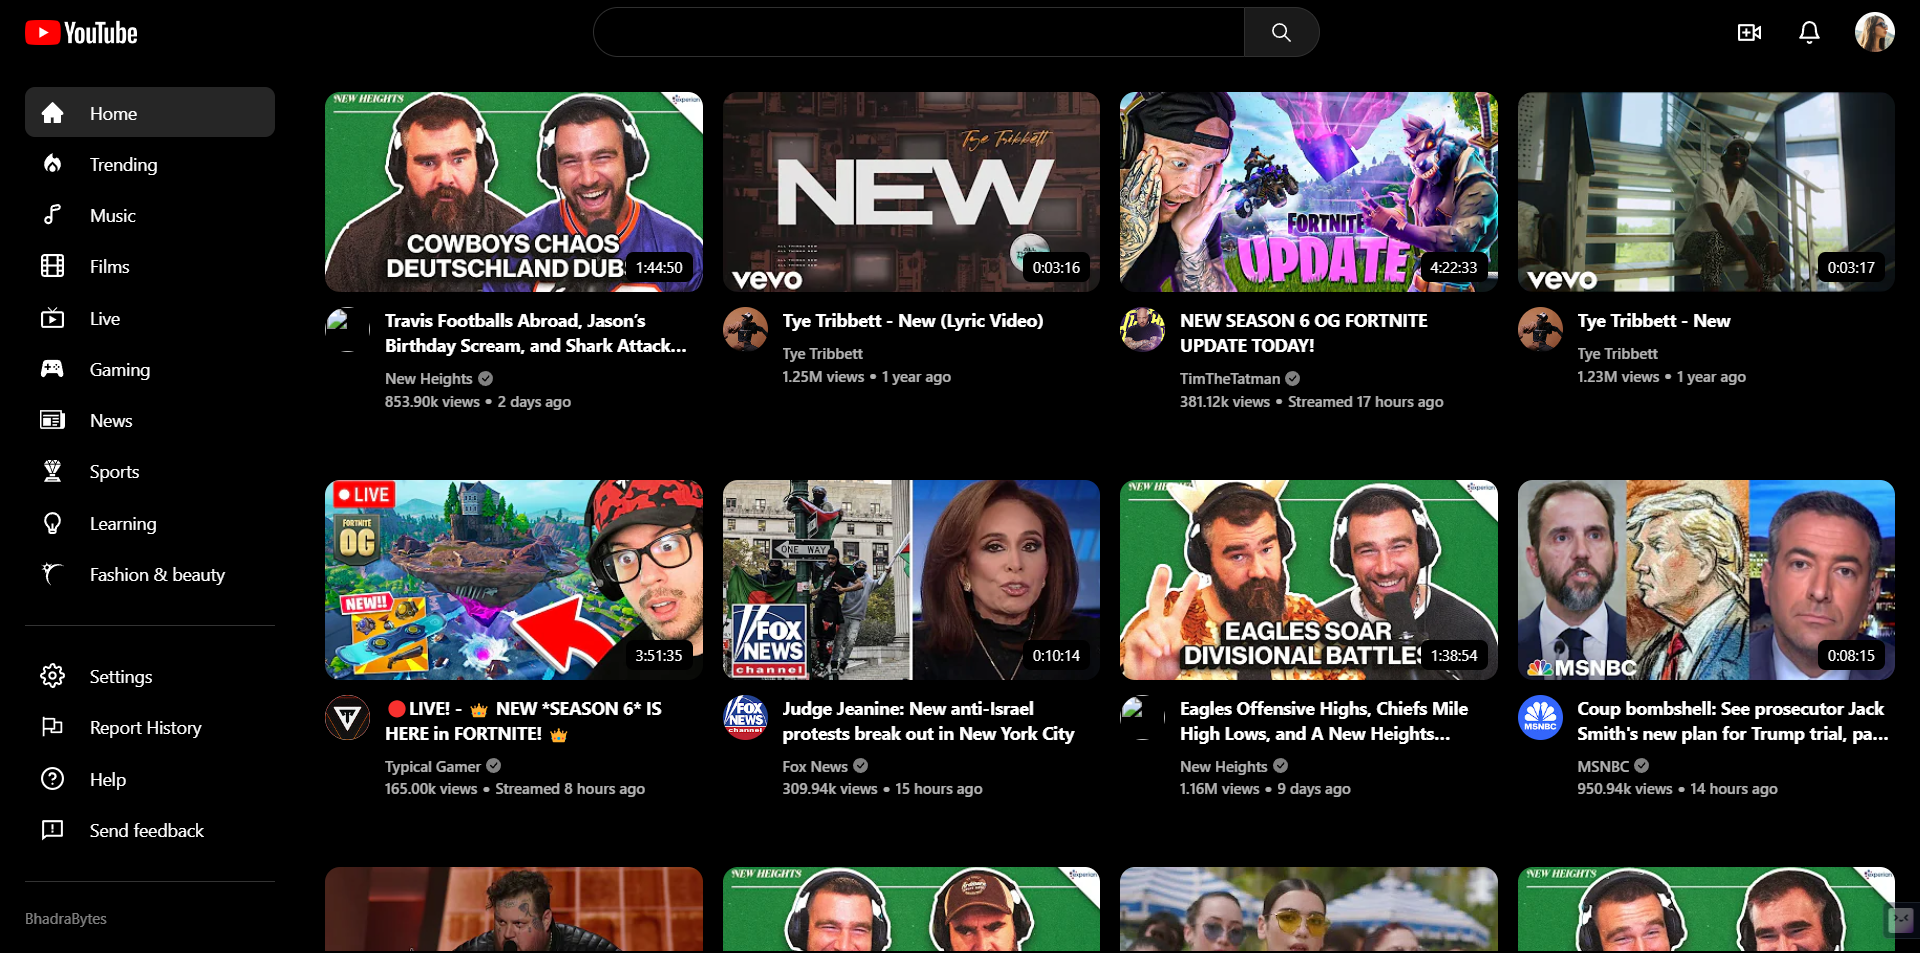 YouTube
Home
Trending
Music
Films
Live
Gaming
News
Sports
Learning
Fashion & beauty
Settings
Report History
Help
Send feedback
BhadraBytes
NEW HEIGHTS
experian
COWBOYS CHAOS
DEUTSCHLAND DUB
1:44:50
Travis Footballs Abroad, Jason's
Birthday Scream, and Shark Attack...
New Heights
853.90k views • 2 days ago
Tye Tribbett
NEW
vevo
0:03:16
Tye Tribbett - New (Lyric Video)
Tye Tribbett
1.25M views • 1 year ago
FORTNITE
UPDATE
4:22:33
NEW SEASON 6 OG FORTNITE
UPDATE TODAY!
TimTheTatman
381.12k views • Streamed 17 hours ago
vevo
0:03:17
Tye Tribbett - New
Tye Tribbett
1.23M views • 1 year ago
LIVE
FORTNITE
OG
NEW!!
3:51:35
🔴LIVE! - 👑 NEW *SEASON 6* IS
HERE in FORTNITE! 👑
Typical Gamer
165.00k views • Streamed 8 hours ago
ONE WAY
FOX
NEWS
channel
0:10:14
FOX
NEWS
channel
Judge Jeanine: New anti-Israel
protests break out in New York City
Fox News
309.94k views • 15 hours ago
experian
EAGLES SOAR
DIVISIONAL BATTLES
1:38:54
Eagles Offensive Highs, Chiefs Mile
High Lows, and A New Heights...
New Heights
1.16M views • 9 days ago
MSNBC
0:08:15
MSNBC
Coup bombshell: See prosecutor Jack
Smith's new plan for Trump trial, pa...
MSNBC
950.94k views • 14 hours ago
NEW HEIGHTS
experian
NEW HEIGHTS
experian